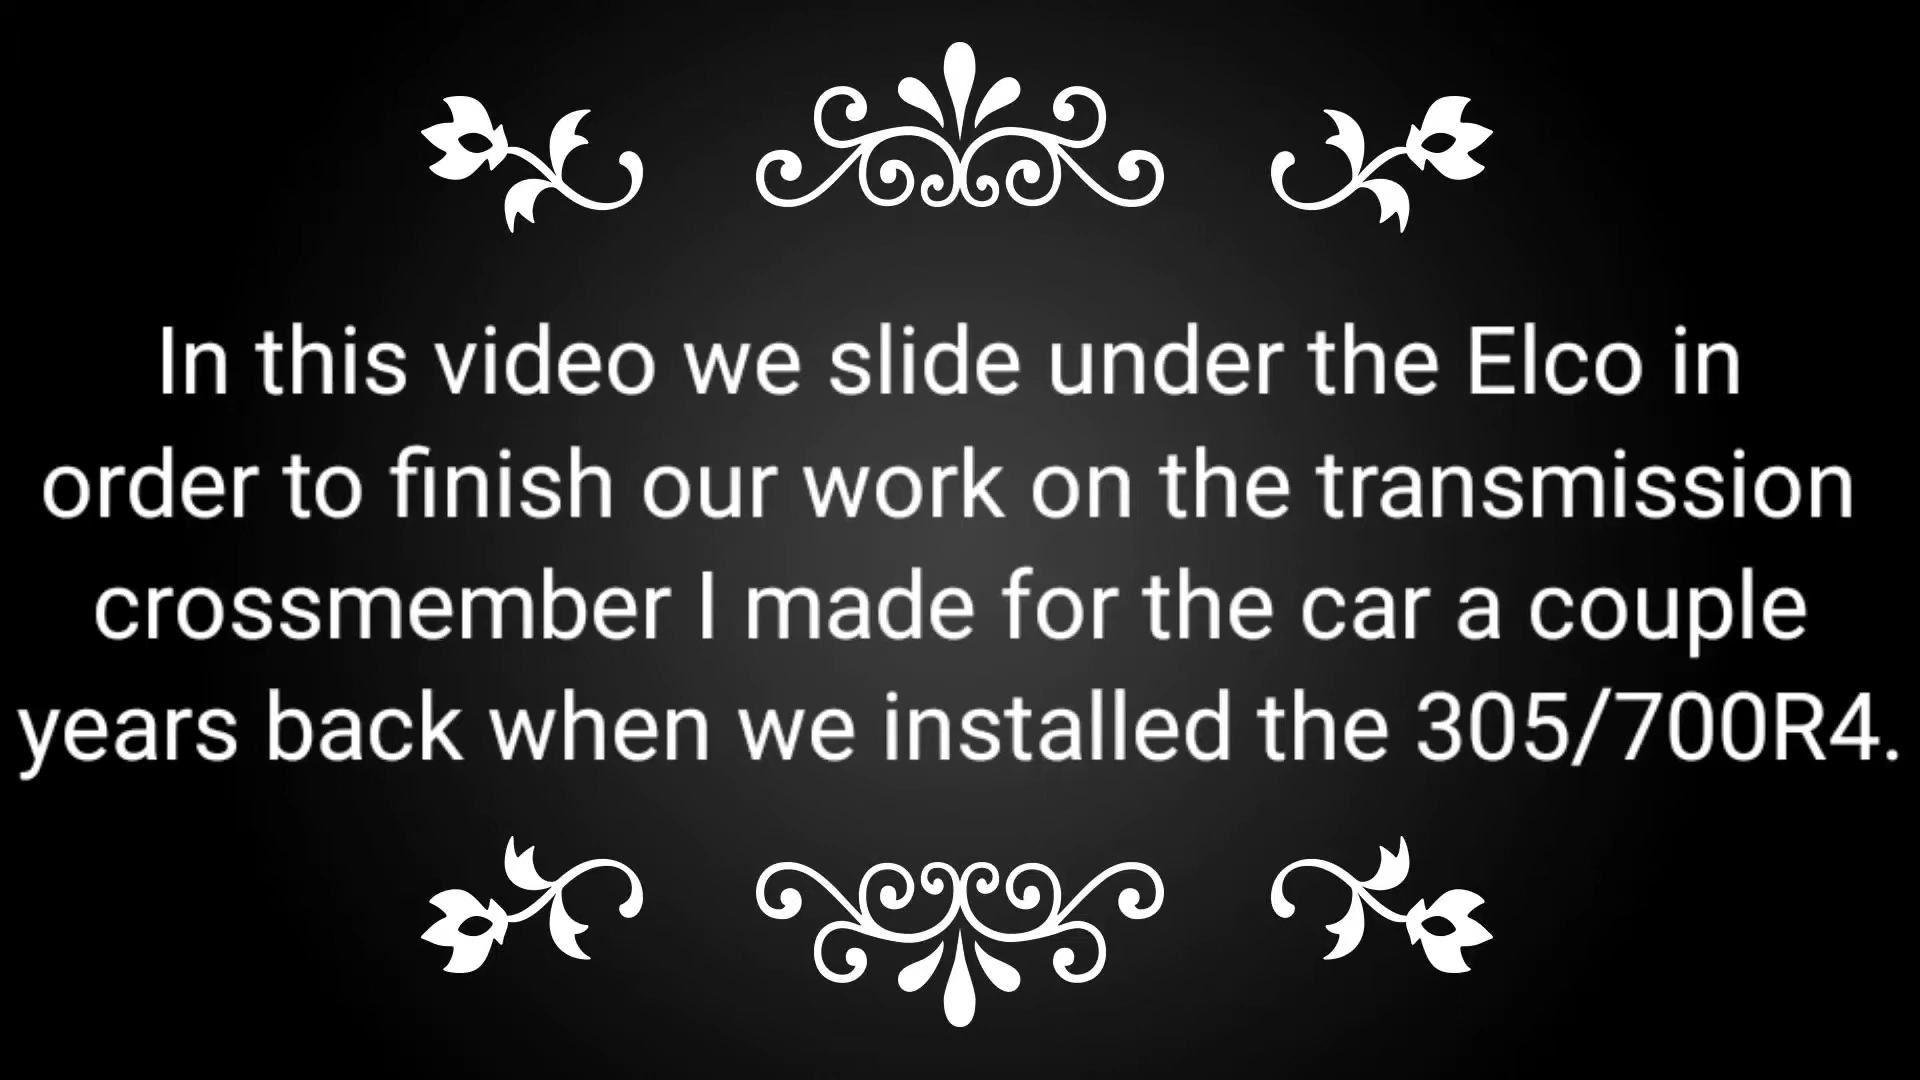 In this video we slide under the Elco in
order to finish our work on the transmission
crossmember I made for the car a couple
years back when we installed the 305/700R4.